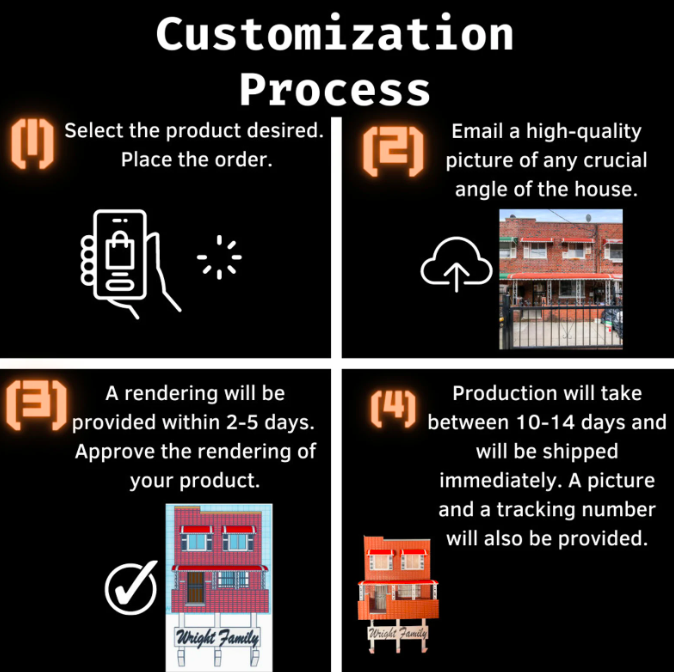 Customization
Process
(1)
Select the product desired.
Place the order.
(2)
Email a high-quality
picture of any crucial
angle of the house.
(3)
A rendering will be
provided within 2-5 days.
Approve the rendering of
your product.
Wright Family
(4)
Production will take
between 10-14 days and
will be shipped
immediately. A picture
and a tracking number
will also be provided.
Wright Family